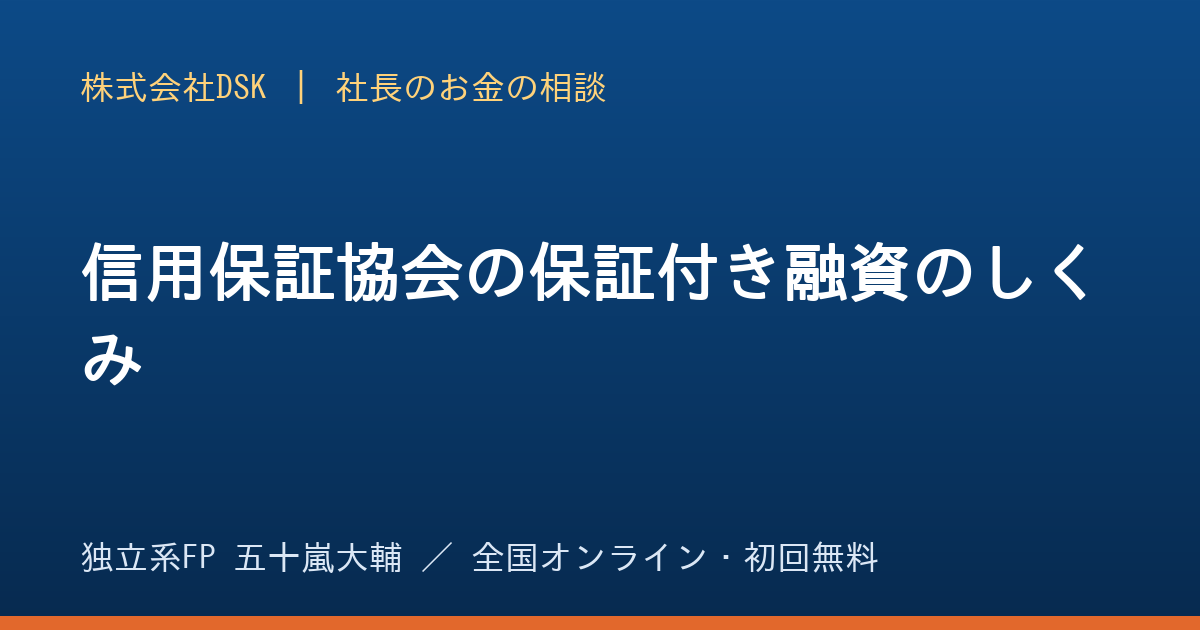 株式会社DSK ｜ 社長のお金の相談
信用保証協会の保証付き融資のしく
み
独立系FP 五十嵐大輔 ／ 全国オンライン・初回無料